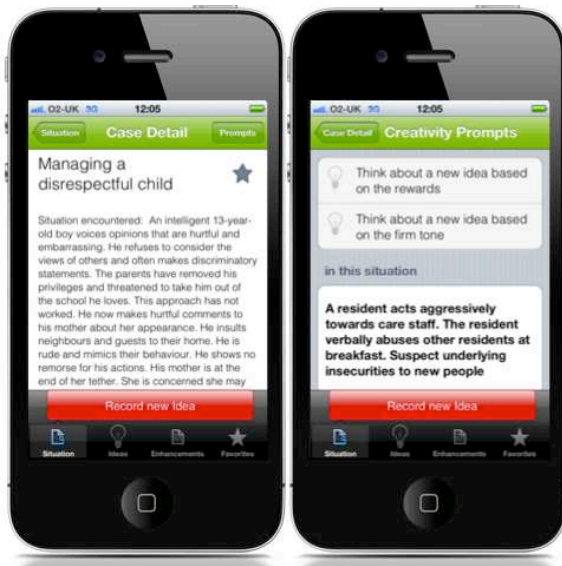 O2-UK 3G 12:05
Situation Case Detail Prompts
Managing a
disrespectful child
Situation encountered: An intelligent 13-year-
old boy voices opinions that are hurtful and
embarrassing. He refuses to consider the
views of others and often makes discriminatory
statements. The parents have removed his
privileges and threatened to take him out of
the school he loves. This approach has not
worked. He now makes hurtful comments to
his mother about her appearance. He insults
neighbours and guests to their home. He is
rude and mimics their behaviour. He shows no
remorse for his actions. His mother is at the
end of her tether. She is concerned she may
Record new Idea
Situation Ideas Enhancements Favorites
O2-UK 3G 12:05
Case Detail Creativity Prompts
Think about a new idea based
on the rewards
Think about a new idea based
on the firm tone
in this situation
A resident acts aggressively
towards care staff. The resident
verbally abuses other residents at
breakfast. Suspect underlying
insecurities to new people
Record new Idea
Situation Ideas Enhancements Favorites